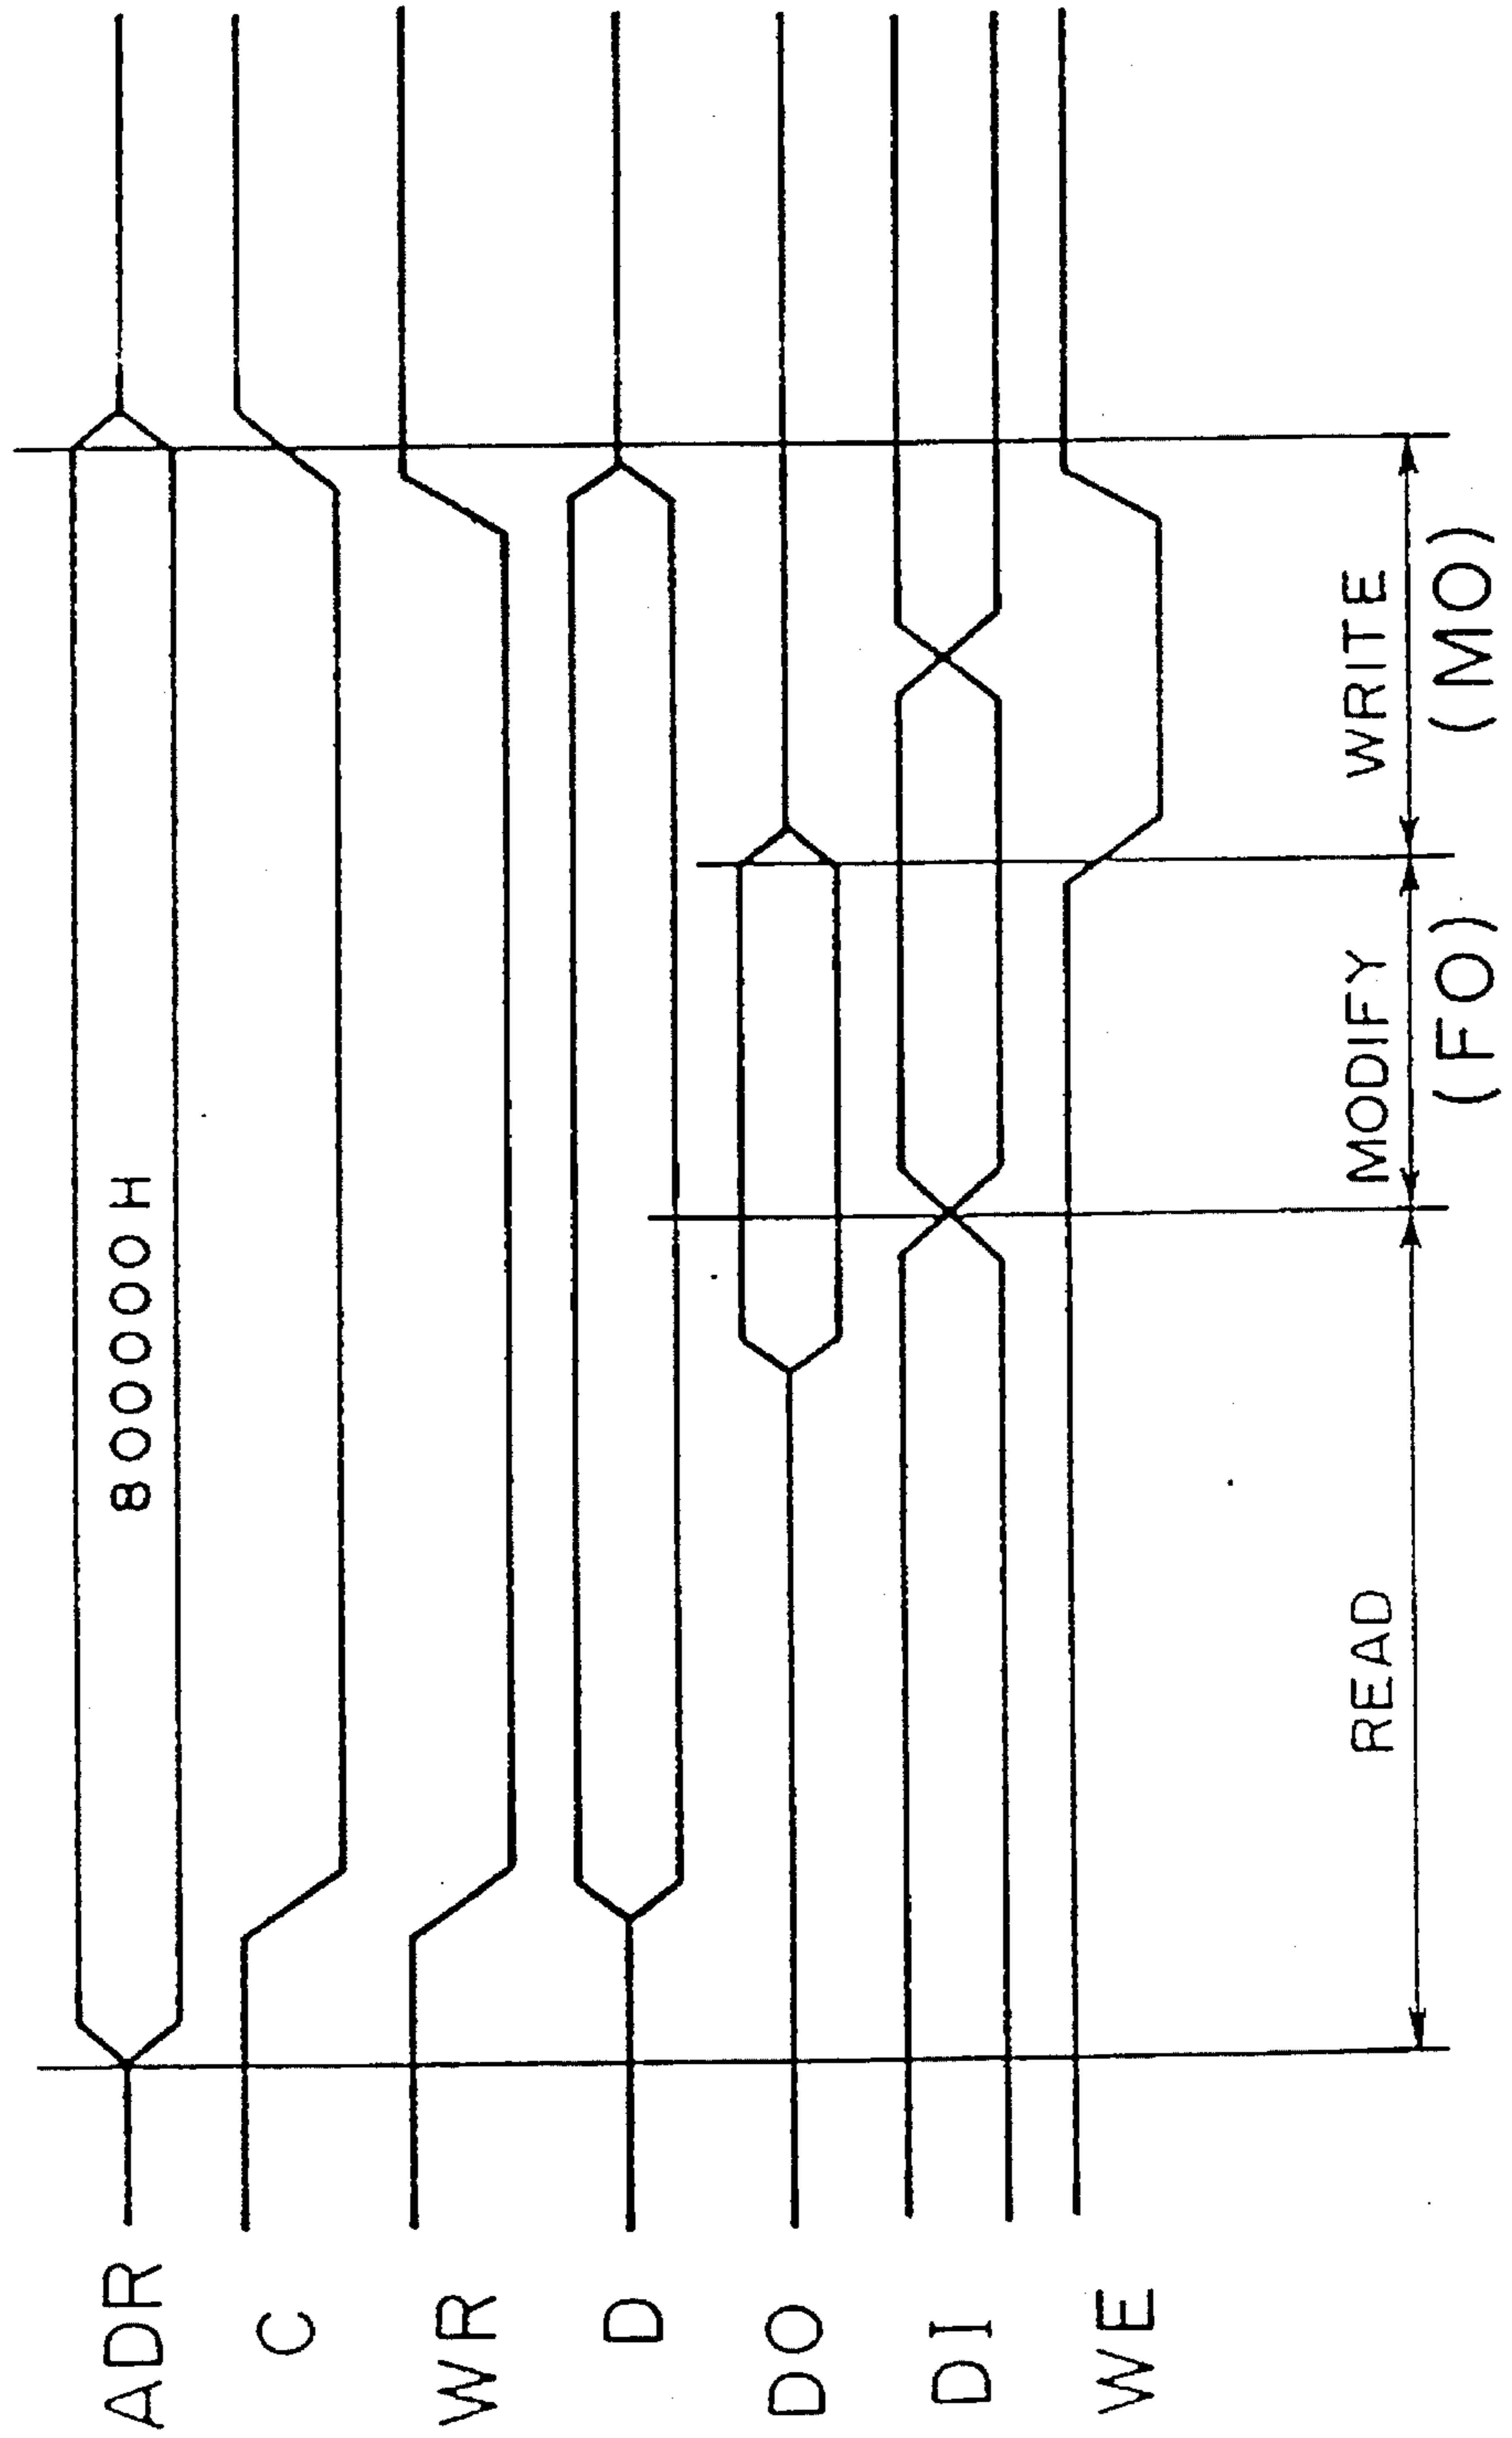 ADR
800000H
C
WR
D
DO
DI
WE
READ MODIFY WRITE
(FO) (MO)